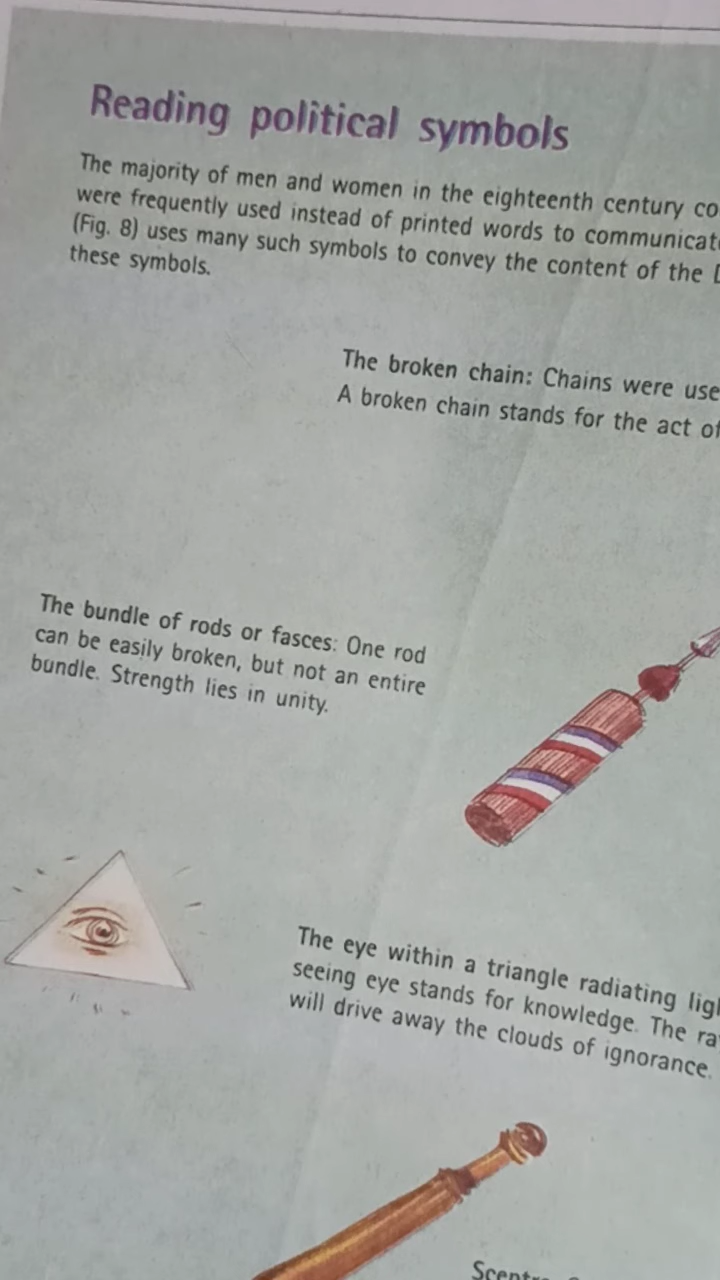 Reading political symbols
The majority of men and women in the eighteenth century co
were frequently used instead of printed words to communicat
(Fig. 8) uses many such symbols to convey the content of the
these symbols.
The broken chain: Chains were use
A broken chain stands for the act of
The bundle of rods or fasces: One rod
can be easily broken, but not an entire
bundle. Strength lies in unity.
The eye within a triangle radiating lig
seeing eye stands for knowledge. The ra
will drive away the clouds of ignorance.